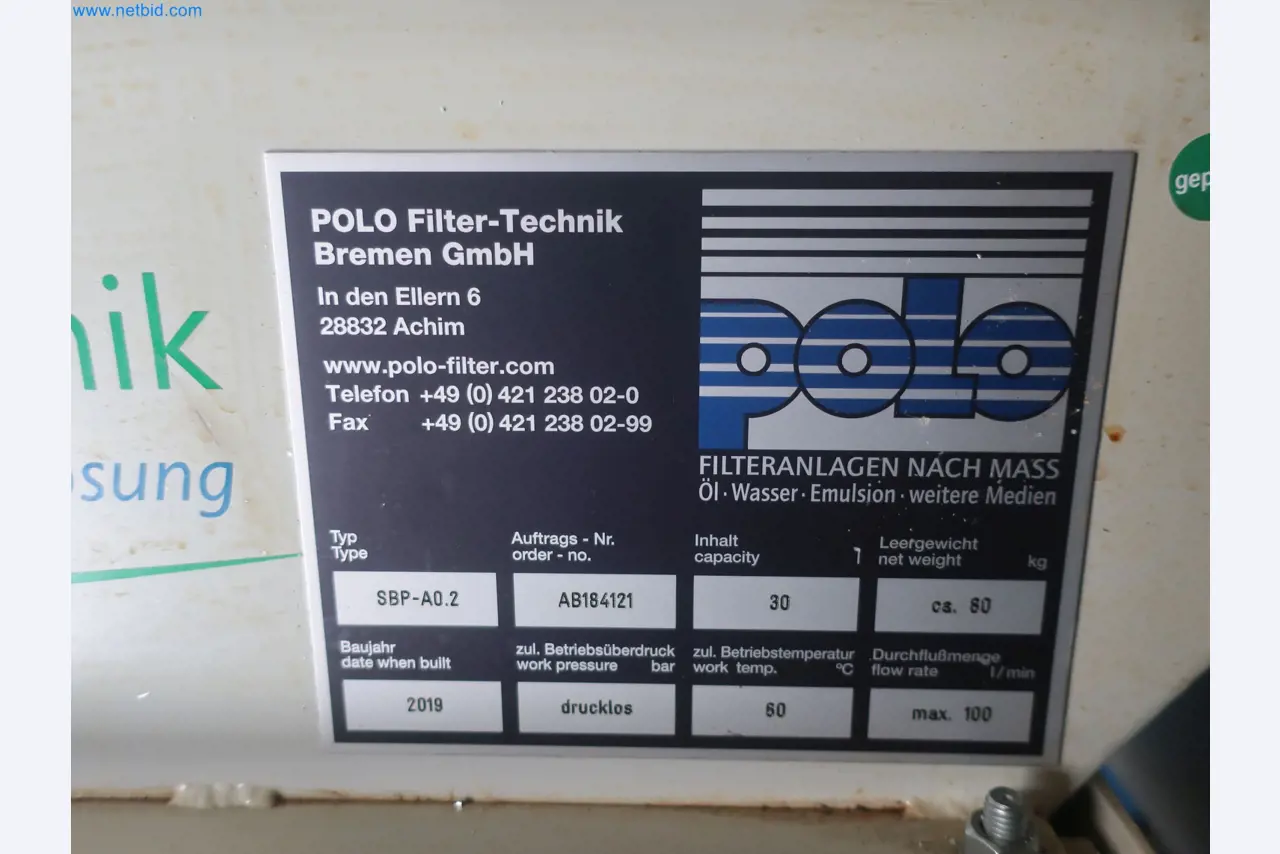 www.netbid.com
POLO Filter-Technik
Bremen GmbH
In den Ellern 6
28832 Achim
www.polo-filter.com
Telefon +49 (0) 421 238 02-0
Fax +49 (0) 421 238 02-99
polo
FILTERANLAGEN NACH MASS
Öl · Wasser · Emulsion · weitere Medien
nik
sung
gep
Typ
Type
SBP-A0.2
Auftrags - Nr.
order - no.
AB184121
Inhalt
capacity l
30
Leergewicht
net weight kg
ca. 80
Baujahr
date when built
2019
zul. Betriebsüberdruck
work pressure bar
drucklos
zul. Betriebstemperatur
work temp. °C
60
Durchflußmenge
flow rate l/min
max. 100